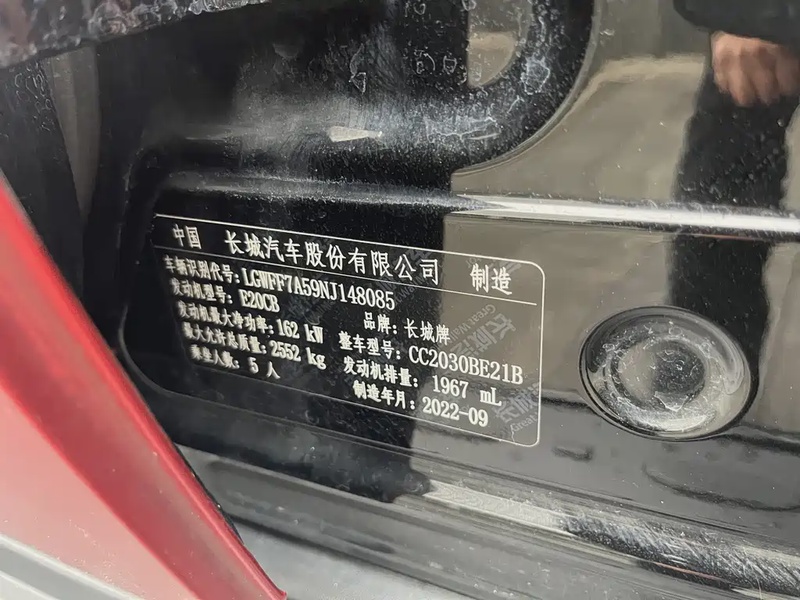 中国 长城汽车股份有限公司 制造
车辆识别代号: LGWFF7A59NJ148085
发动机型号: E20CB 品牌: 长城牌
发动机最大净功率: 162 kW 整车型号: CC2030BE21B
最大允许总质量: 2552 kg 发动机排量: 1967 mL
乘坐人数: 5 人 制造年月: 2022-09